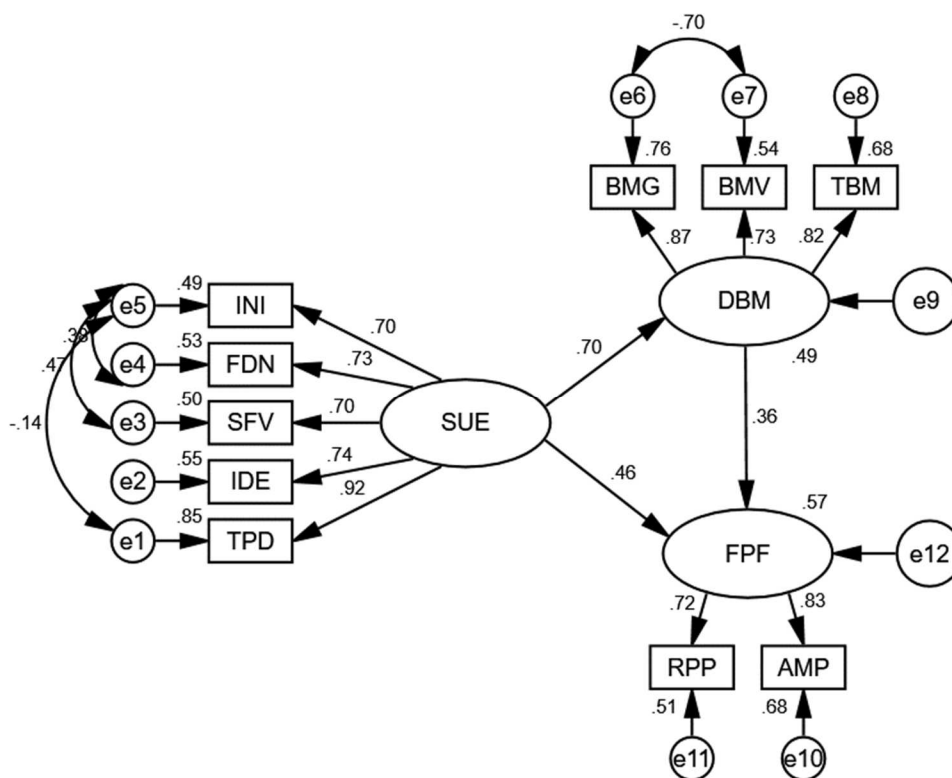 -.70
e6
e7
e8
.76
.54
.68
BMG
BMV
TBM
.87
.73
.82
DBM
e9
.49
e5
.49
INI
.70
.38
e4
.53
FDN
.73
.47
e3
.50
SFV
.70
SUE
.70
.36
-.14
e2
.55
IDE
.74
.46
e1
.85
TPD
.92
.57
FPF
e12
.72
.83
RPP
AMP
.51
.68
e11
e10